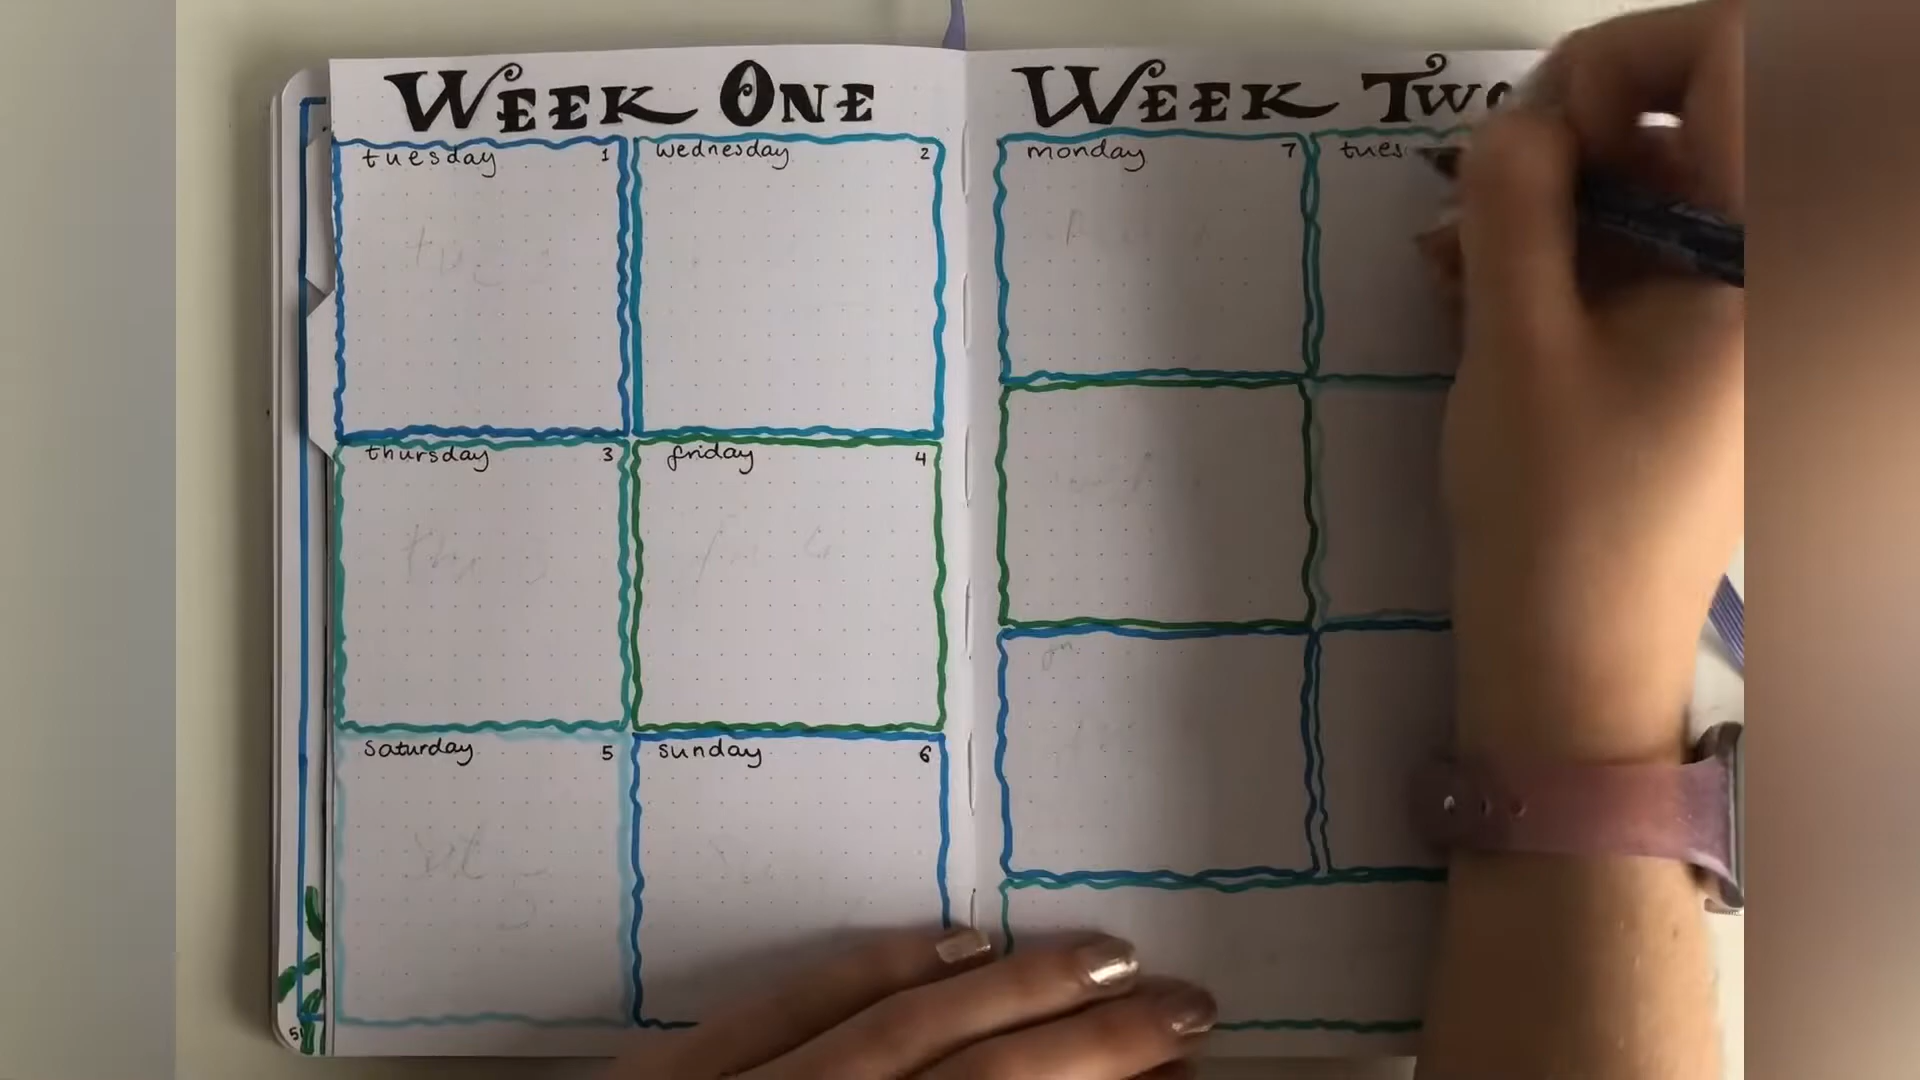 WEEK ONE
tuesday 1
wednesday 2
thursday 3
friday 4
saturday 5
sunday 6
WEEK TWO
monday 7
tues